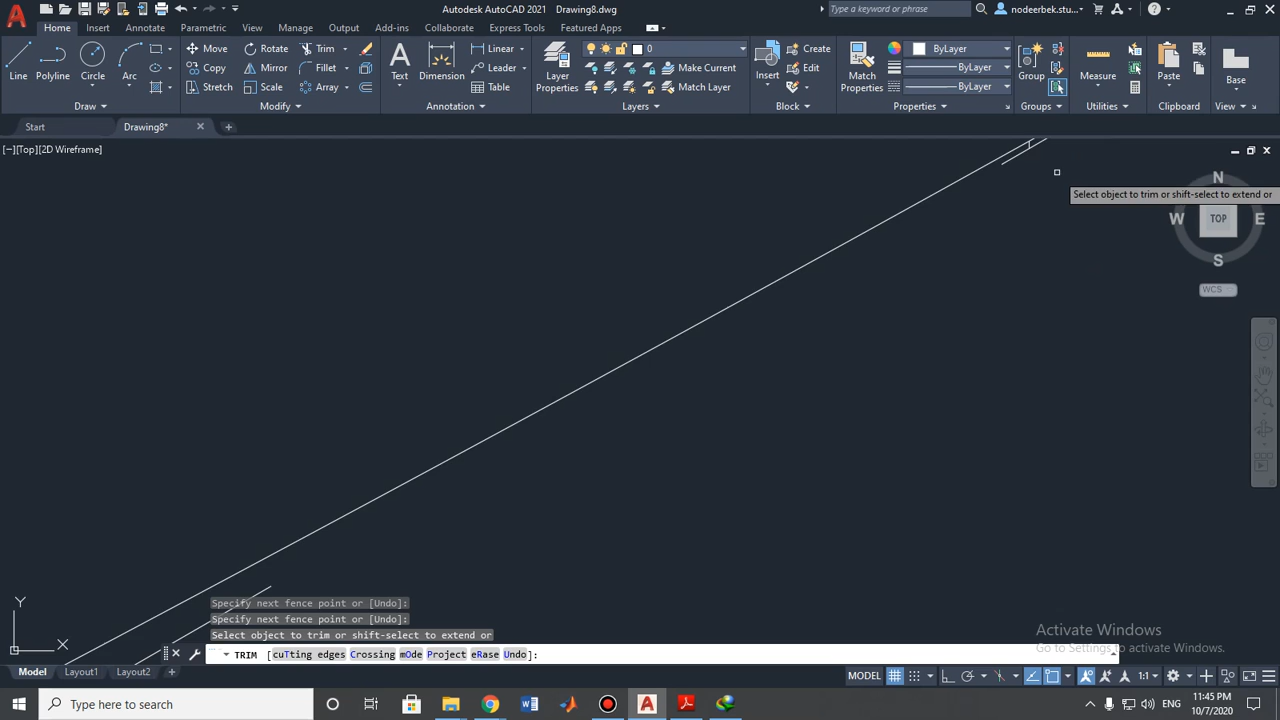 Autodesk AutoCAD 2021 Drawing8.dwg
Type a keyword or phrase
nodeerbek.stu...
Home Insert Annotate Parametric View Manage Output Add-ins Collaborate Express Tools Featured Apps
Line Polyline Circle Arc
Draw
Move Rotate Trim
Copy Mirror Fillet
Stretch Scale Array
Modify
Text Dimension
Linear
Leader
Table
Annotation
Layer Properties
0
Make Current
Match Layer
Layers
Insert
Create
Edit
Block
Match Properties
ByLayer
ByLayer
ByLayer
Properties
Group
Groups
Measure
Utilities
Paste
Clipboard
Base
View
Start Drawing8*
[−][Top][2D Wireframe]
Select object to trim or shift-select to extend or
N
W TOP E
S
WCS
Y
X
Specify next fence point or [Undo]:
Specify next fence point or [Undo]:
Select object to trim or shift-select to extend or
TRIM [cuTting edges Crossing mOde Project eRase Undo]:
Activate Windows
Go to Settings to activate Windows.
Model Layout1 Layout2
MODEL 1:1
Type here to search
ENG
11:45 PM
10/7/2020